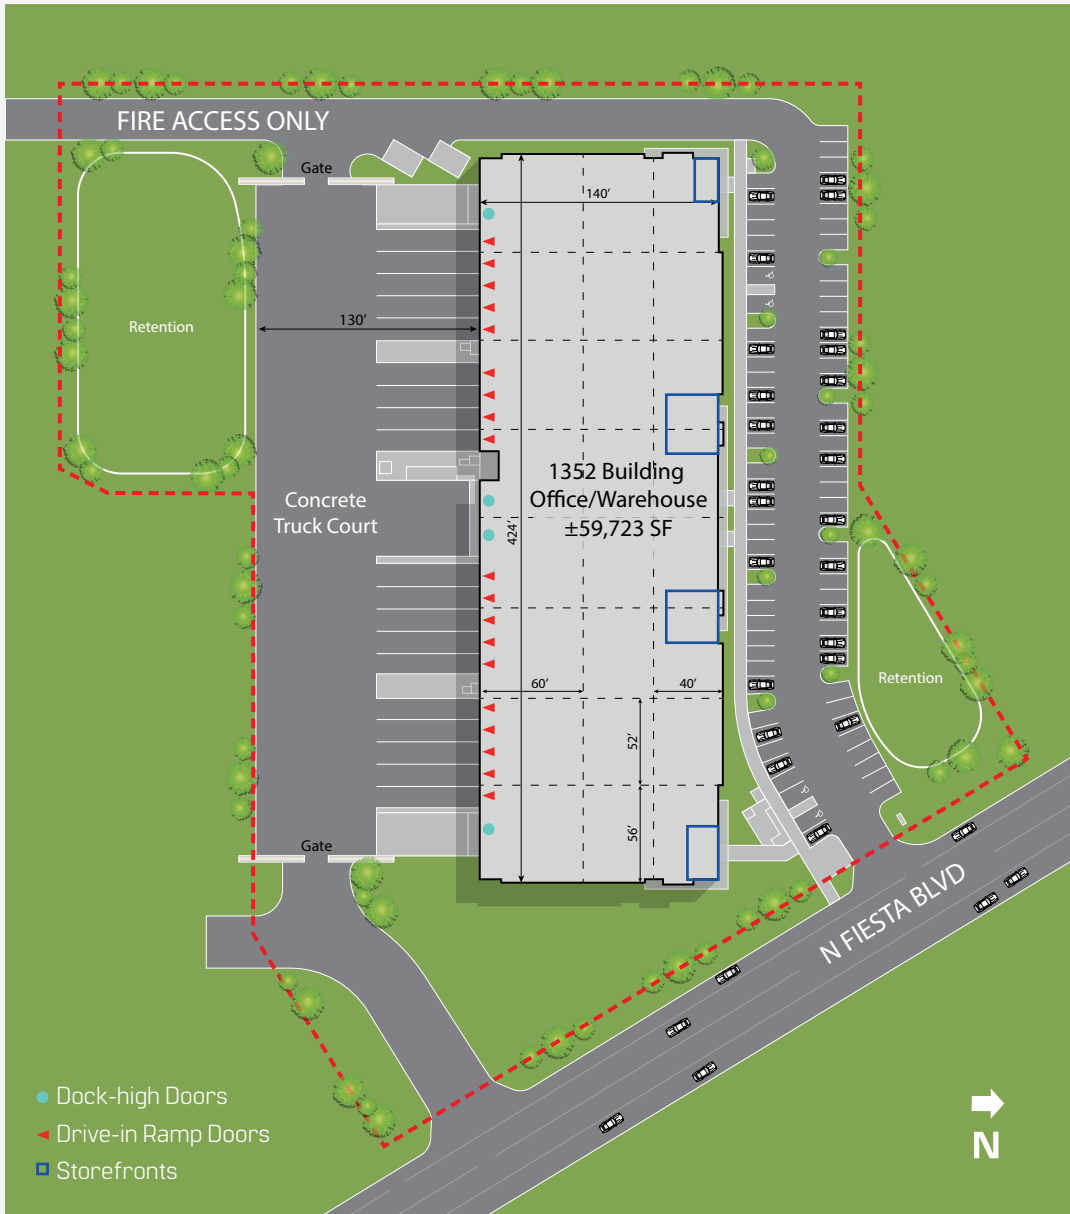 FIRE ACCESS ONLY
Gate
140'
130'
Retention
1352 Building
Office/Warehouse
±59,723 SF
424'
Concrete
Truck Court
60'
40'
Retention
52'
56'
Gate
N FIESTA BLVD
Dock-high Doors
Drive-in Ramp Doors
Storefronts
N